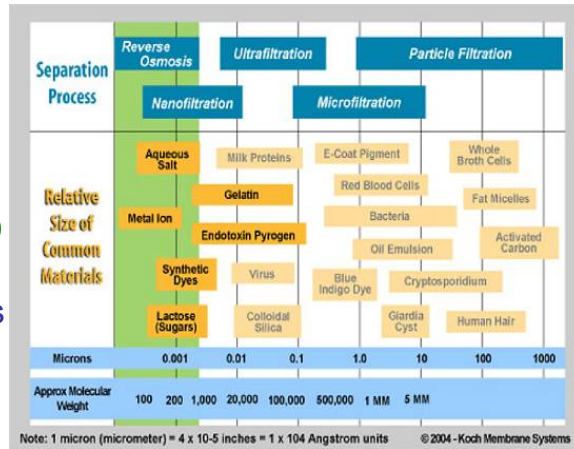 Reverse Osmosis
Ultrafiltration
Particle Filtration
Separation
Process
Nanofiltration
Microfiltration
Aqueous
Salt
Milk Proteins
E-Coat Pigment
Whole
Broth Cells
Relative
Size of
Common
Materials
Gelatin
Red Blood Cells
Fat Micelles
Metal Ion
Bacteria
Endotoxin Pyrogen
Oil Emulsion
Activated
Carbon
Synthetic
Dyes
Virus
Blue
Indigo Dye
Cryptosporidium
Lactose
(Sugars)
Colloidal
Silica
Giardia
Cyst
Human Hair
Microns 0.001 0.01 0.1 1.0 10 100 1000
Approx Molecular
Weight
100 200 1,000 20,000 100,000 500,000 1 MM 5 MM
Note: 1 micron (micrometer) = 4 x 10-5 inches = 1 x 104 Angstrom units © 2004 - Koch Membrane Systems